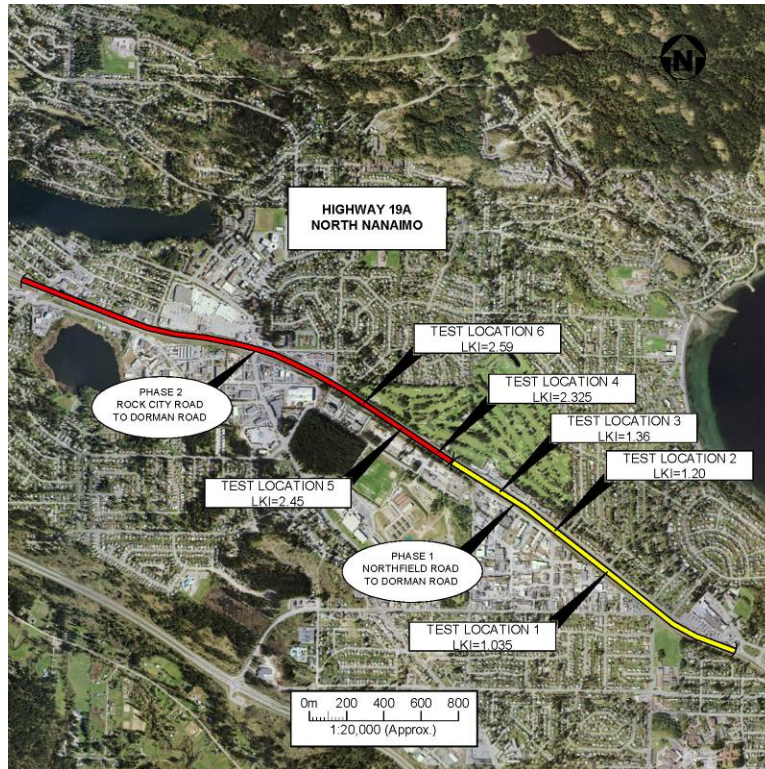 N
HIGHWAY 19A
NORTH NANAIMO
TEST LOCATION 6
LKI=2.59
PHASE 2
ROCK CITY ROAD
TO DORMAN ROAD
TEST LOCATION 4
LKI=2.325
TEST LOCATION 3
LKI=1.36
TEST LOCATION 2
LKI=1.20
TEST LOCATION 5
LKI=2.45
PHASE 1
NORTHFIELD ROAD
TO DORMAN ROAD
TEST LOCATION 1
LKI=1.035
0m 200 400 600 800
1:20,000 (Approx.)